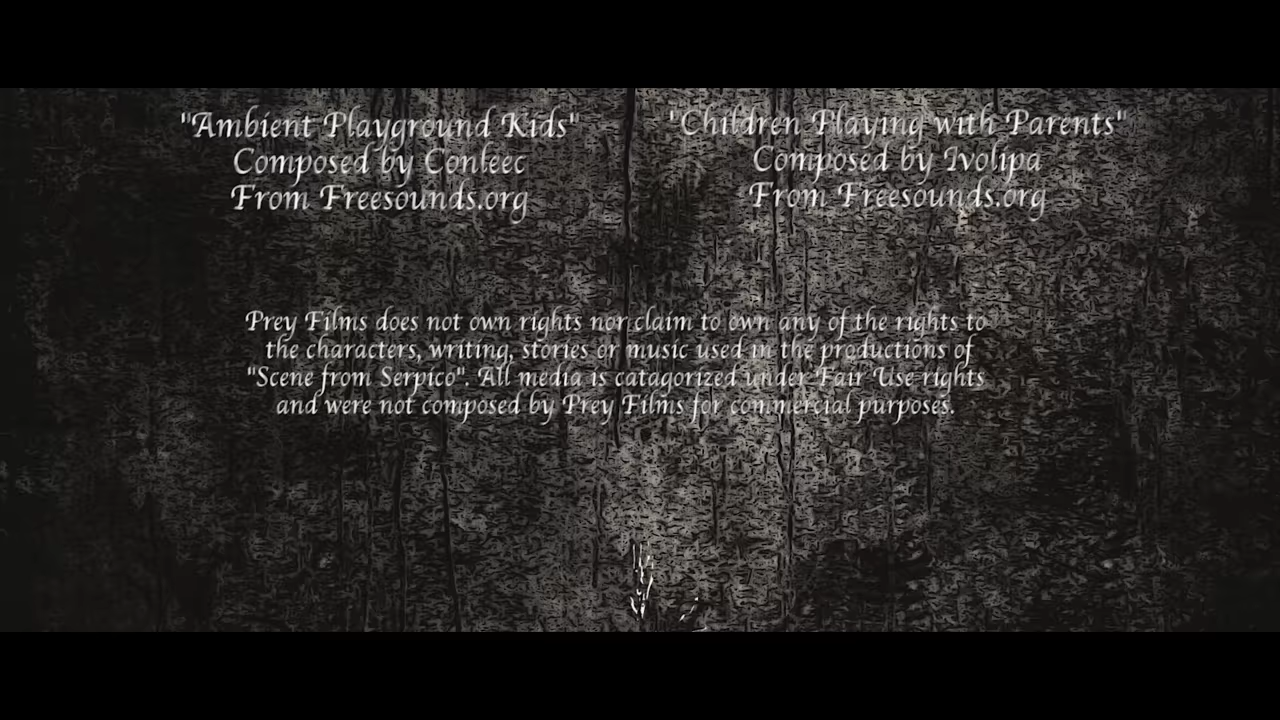 "Ambient Playground Kids"
Composed by Conleec
From Freesounds.org
"Children Playing with Parents"
Composed by Ivolipa
From Freesounds.org
Prey Films does not own rights nor claim to own any of the rights to
the characters, writing, stories or music used in the productions of
"Scene from Serpico". All media is catagorized under Fair Use rights
and were not composed by Prey Films for commercial purposes.